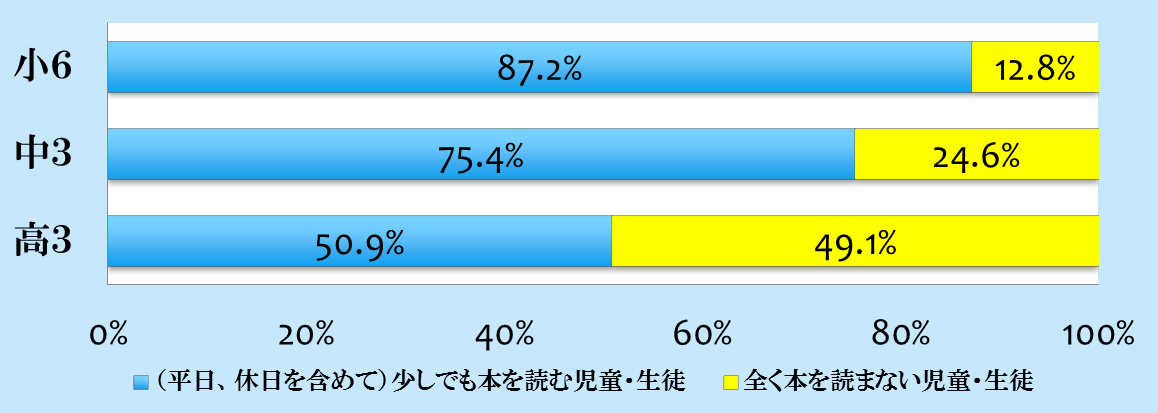 小6 87.2% 12.8%
中3 75.4% 24.6%
高3 50.9% 49.1%
0% 20% 40% 60% 80% 100%
（平日、休日を含めて）少しでも本を読む児童・生徒 全く本を読まない児童・生徒